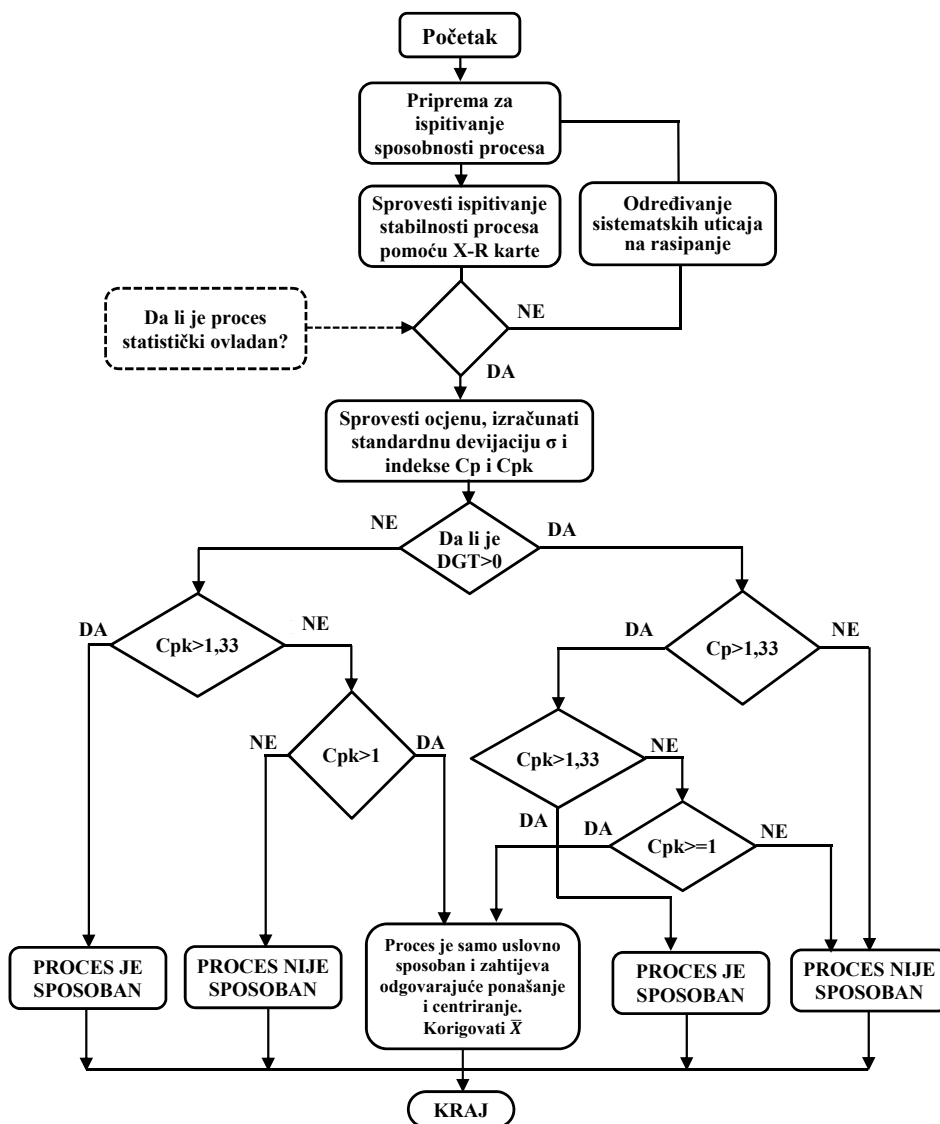 Početak
Priprema za
ispitivanje
sposobnosti procesa
Sprovesti ispitivanje
stabilnosti procesa
pomoću X-R karte
Određivanje
sistematskih uticaja
na rasipanje
Da li je proces
statistički ovladan?
NE
DA
Sprovesti ocjenu, izračunati
standardnu devijaciju σ i
indekse Cp i Cpk
NE
DA
Da li je
DGT>0
DA
Cpk>1,33
NE
DA
Cp>1,33
NE
NE
Cpk>1
DA
Cpk>1,33
NE
DA
DA
Cpk>=1
NE
PROCES JE
SPOSOBAN
PROCES NIJE
SPOSOBAN
Proces je samo uslovno
sposoban i zahtijeva
odgovarajuće ponašanje
i centriranje.
Korigovati X̅
PROCES JE
SPOSOBAN
PROCES NIJE
SPOSOBAN
KRAJ